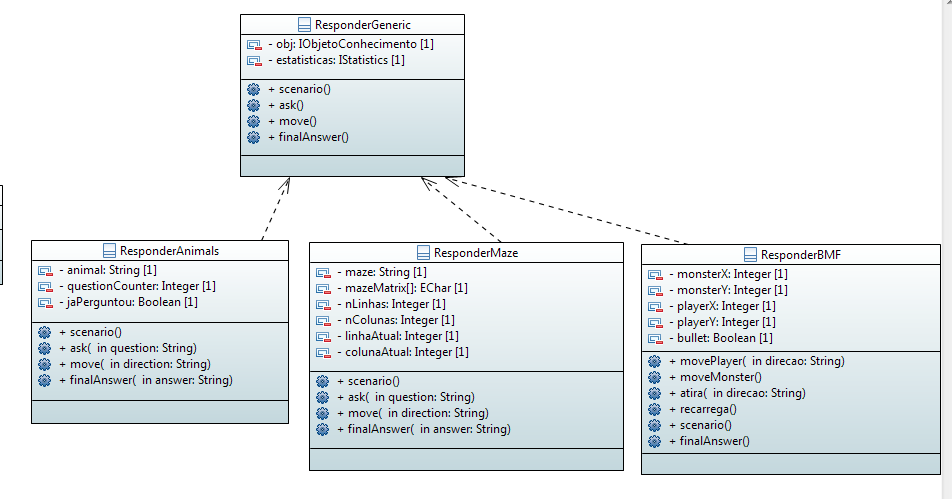 ResponderGeneric
- obj: IObjetoConhecimento [1]
- estatisticas: IStatistics [1]
+ scenario()
+ ask()
+ move()
+ finalAnswer()
ResponderAnimals
- animal: String [1]
- questionCounter: Integer [1]
- jaPerguntou: Boolean [1]
+ scenario()
+ ask( in question: String)
+ move( in direction: String)
+ finalAnswer( in answer: String)
ResponderMaze
- maze: String [1]
- mazeMatrix[]: EChar [1]
- nLinhas: Integer [1]
- nColunas: Integer [1]
- linhaAtual: Integer [1]
- colunaAtual: Integer [1]
+ scenario()
+ ask( in question: String)
+ move( in direction: String)
+ finalAnswer( in answer: String)
ResponderBMF
- monsterX: Integer [1]
- monsterY: Integer [1]
- playerX: Integer [1]
- playerY: Integer [1]
- bullet: Boolean [1]
+ movePlayer( in direcao: String)
+ moveMonster()
+ atira( in direcao: String)
+ recarrega()
+ scenario()
+ finalAnswer()